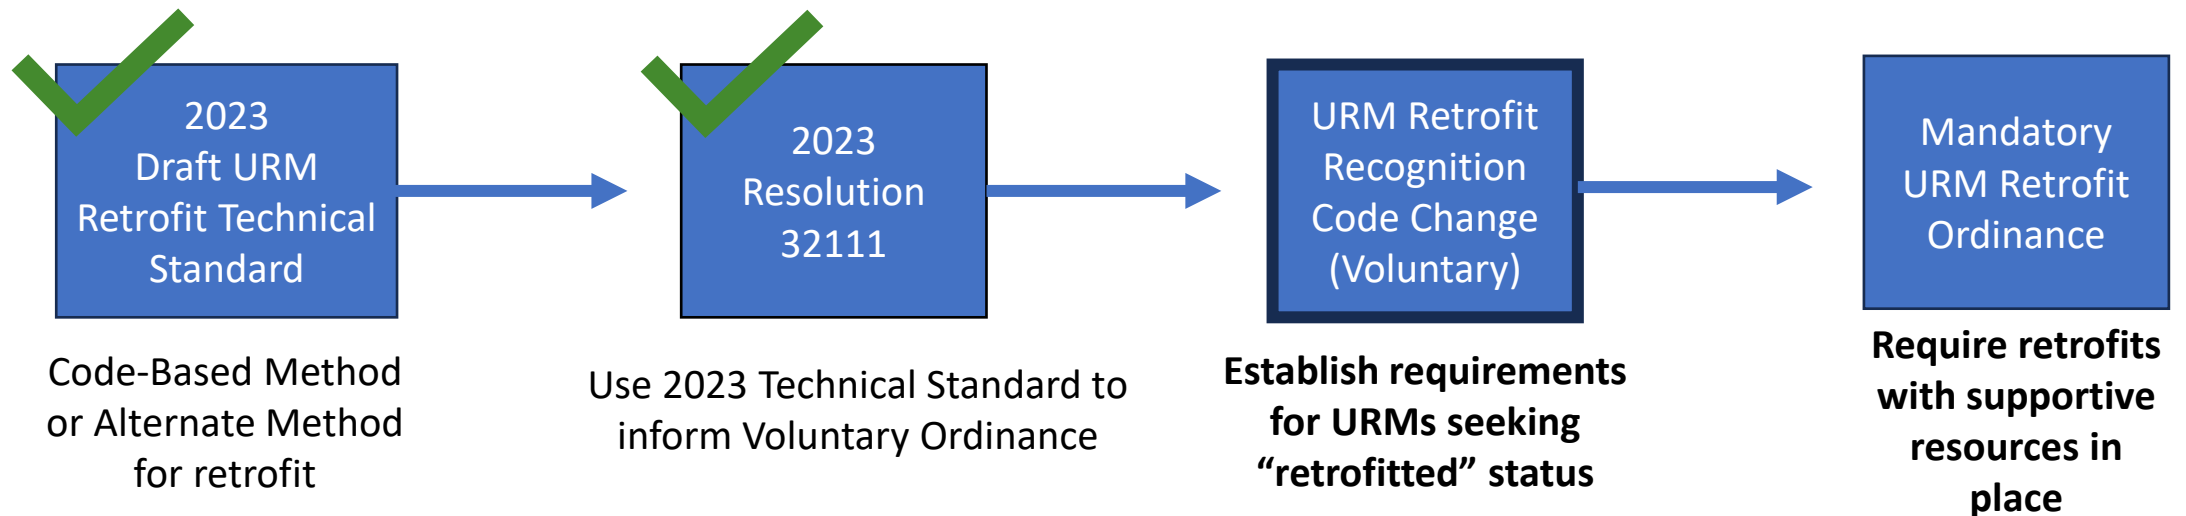 2023
Draft URM
Retrofit Technical
Standard
Code-Based Method
or Alternate Method
for retrofit
2023
Resolution
32111
Use 2023 Technical Standard to
inform Voluntary Ordinance
URM Retrofit
Recognition
Code Change
(Voluntary)
Establish requirements
for URMs seeking
“retrofitted” status
Mandatory
URM Retrofit
Ordinance
Require retrofits
with supportive
resources in
place